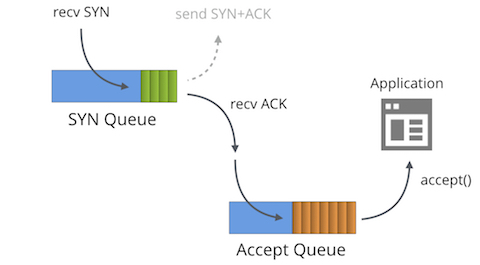 recv SYN
send SYN+ACK
SYN Queue
recv ACK
Application
accept()
Accept Queue